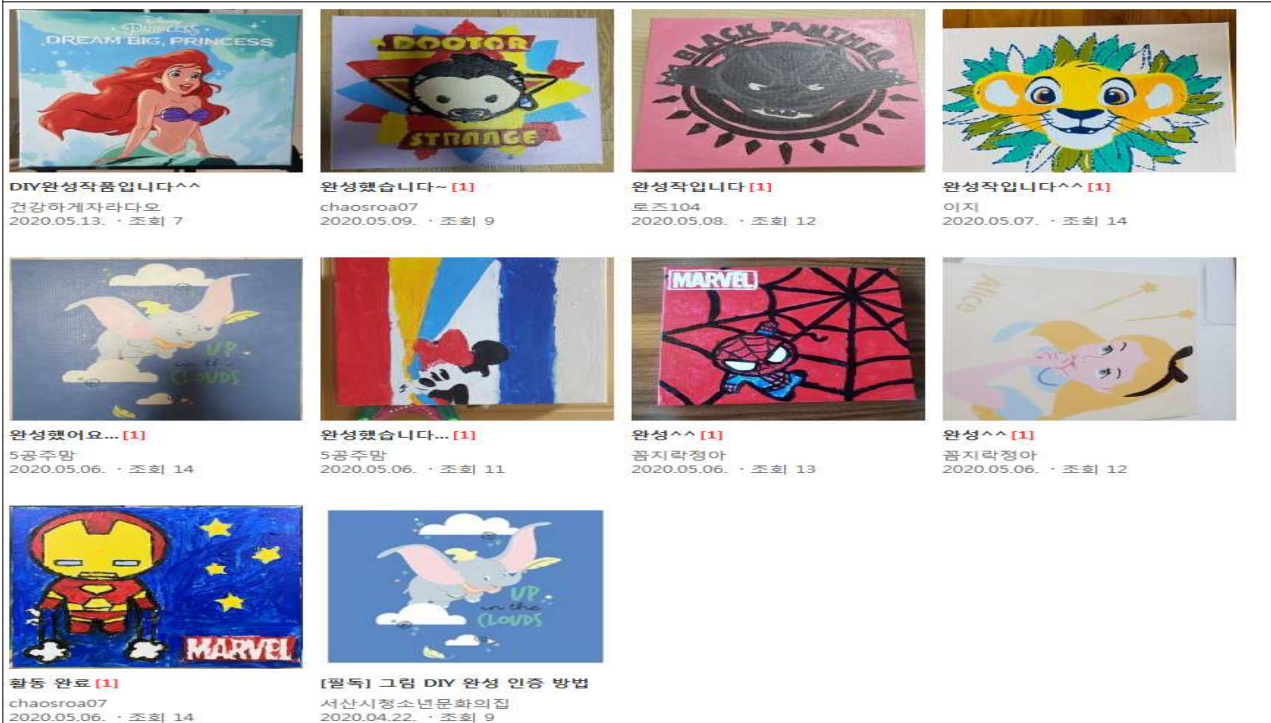 Disney
PRINCESS
DREAM BIG, PRINCESS
DIY완성작품입니다^^
건강하게자라다오
2020.05.13. · 조회 7
DOCTOR
STRANGE
완성했습니다~ [1]
chaosroa07
2020.05.09. · 조회 9
BLACK PANTHER
완성작입니다 [1]
로즈104
2020.05.08. · 조회 12
완성작입니다^^ [1]
이지
2020.05.07. · 조회 14
UP
in the
CLOUDS
완성했어요... [1]
5공주맘
2020.05.06. · 조회 14
완성했습니다... [1]
5공주맘
2020.05.06. · 조회 11
MARVEL
완성^^ [1]
꼼지락정아
2020.05.06. · 조회 13
Alice
완성^^ [1]
꼼지락정아
2020.05.06. · 조회 12
MARVEL
활동 완료 [1]
chaosroa07
2020.05.06. · 조회 14
UP
in the
CLOUDS
[필독] 그림 DIY 완성 인증 방법
서산시청소년문화의집
2020.04.22. · 조회 9